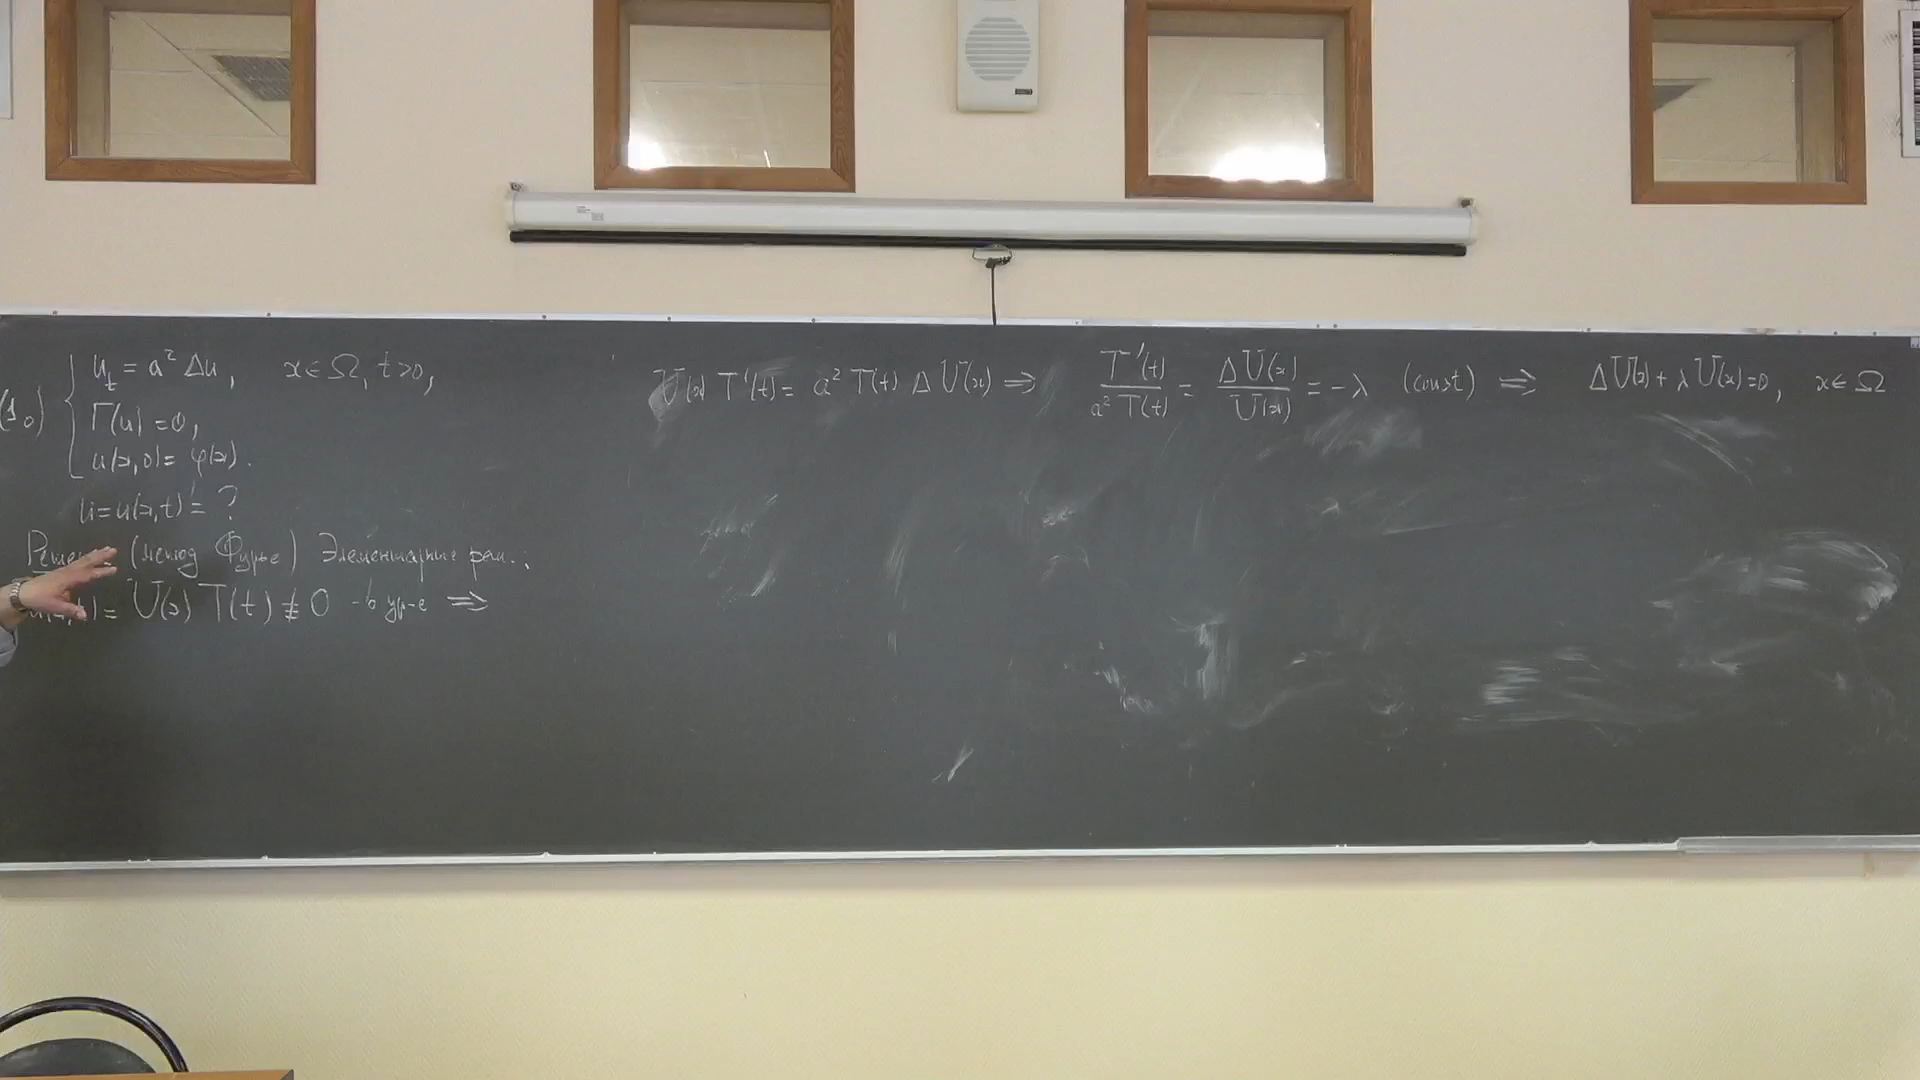 (1₀) { u_t = a² Δu, x ∈ Ω, t > 0,
Γ(u) = 0,
u(x,0) = φ(x).
u = u(x,t) = ?
(метод Фурье) Элементарные реш.:
= U(x) T(t) ≢ 0 – в ур-е ⇒
U(x) T'(t) = a² T(t) Δ U(x) ⇒ T'(t) / a² T(t) = ΔU(x) / U(x) = −λ (const) ⇒ ΔU(x) + λ U(x) = 0, x ∈ Ω